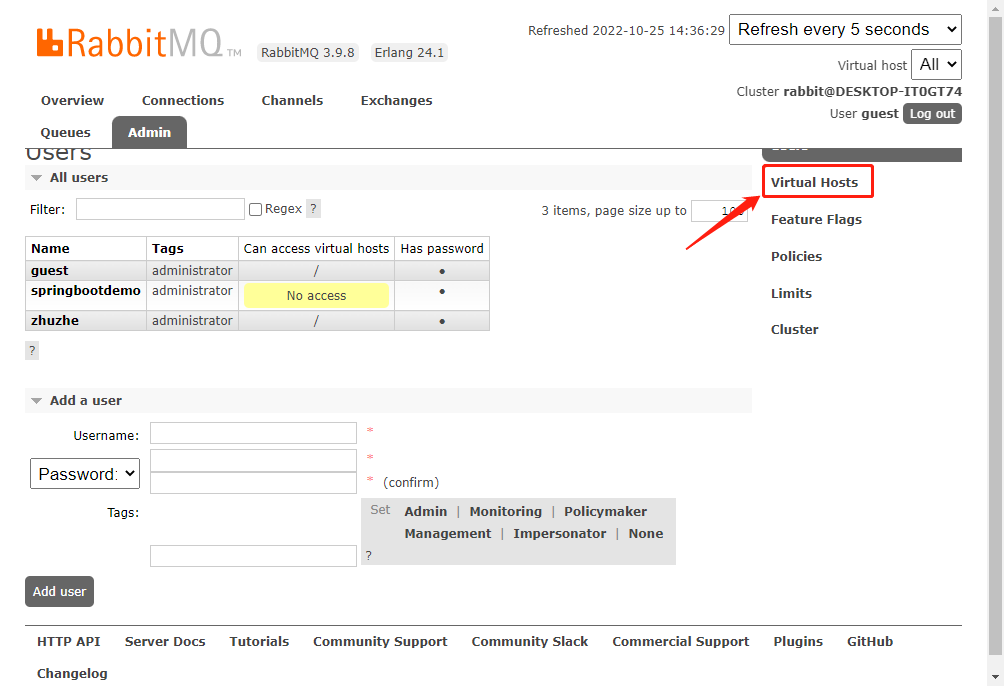 RabbitMQ TM RabbitMQ 3.9.8 Erlang 24.1
Refreshed 2022-10-25 14:36:29 Refresh every 5 seconds
Virtual host All
Cluster rabbit@DESKTOP-IT0GT74
User guest Log out
Overview Connections Channels Exchanges
Queues Admin
Users
All users
Filter: Regex ? 3 items, page size up to
Name Tags Can access virtual hosts Has password
guest administrator / •
springbootdemo administrator No access •
zhuzhe administrator / •
?
Users
Virtual Hosts
Feature Flags
Policies
Limits
Cluster
Add a user
Username: *
Password: *
* (confirm)
Tags:
Set Admin | Monitoring | Policymaker
Management | Impersonator | None
?
Add user
HTTP API Server Docs Tutorials Community Support Community Slack Commercial Support Plugins GitHub
Changelog